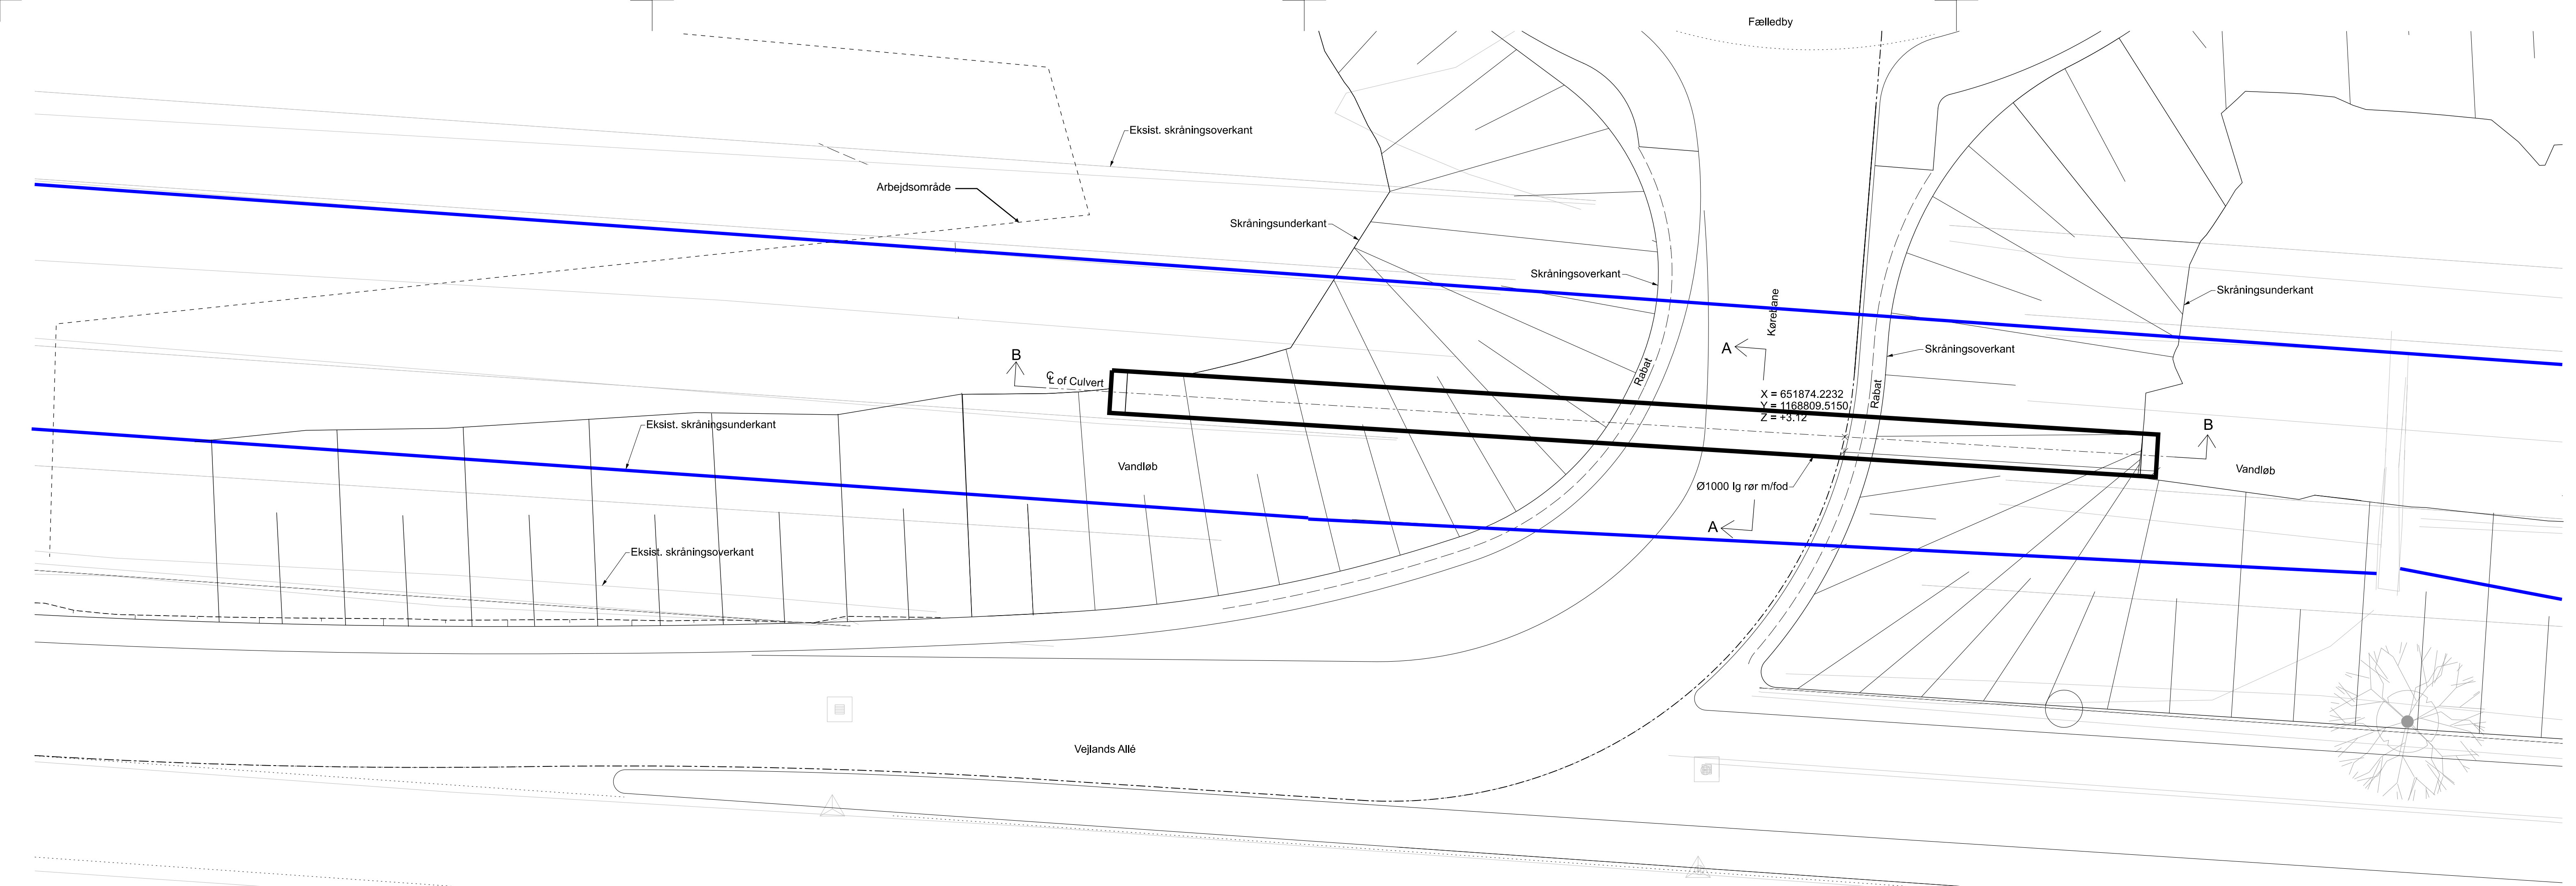 Fælledby
Eksist. skråningsoverkant
Arbejdsområde
Skråningsunderkant
Skråningsoverkant
Skråningsunderkant
Kørebane
A
Skråningsoverkant
B
℄ of Culvert
Rabat
Rabat
X = 651874.2232
Y = 1168809.5150
Z = +3.12
Eksist. skråningsunderkant
B
Vandløb
Vandløb
Ø1000 lg rør m/fod
A
Eksist. skråningsoverkant
Vejlands Allé